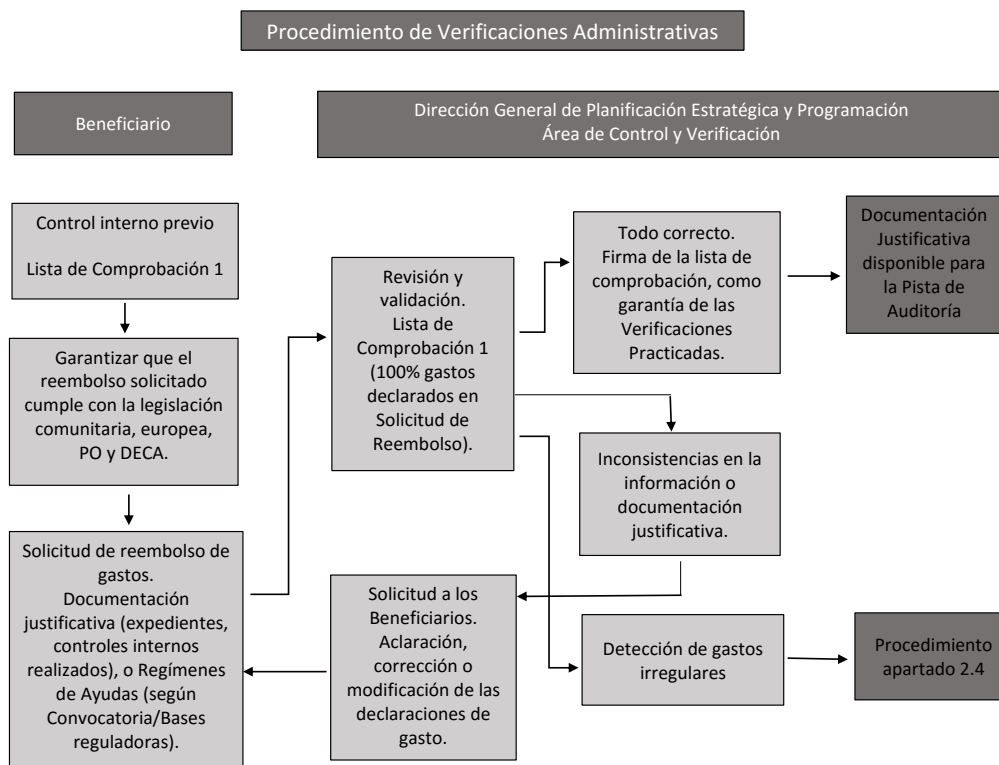 Procedimiento de Verificaciones Administrativas
Beneficiario
Dirección General de Planificación Estratégica y Programación
Área de Control y Verificación
Control interno previo
Lista de Comprobación 1
Garantizar que el
reembolso solicitado
cumple con la legislación
comunitaria, europea,
PO y DECA.
Solicitud de reembolso de
gastos.
Documentación
justificativa (expedientes,
controles internos
realizados), o Regímenes
de Ayudas (según
Convocatoria/Bases
reguladoras).
Revisión y
validación.
Lista de
Comprobación 1
(100% gastos
declarados en
Solicitud de
Reembolso).
Todo correcto.
Firma de la lista de
comprobación, como
garantía de las
Verificaciones
Practicadas.
Documentación
Justificativa
disponible para
la Pista de
Auditoría
Inconsistencias en la
información o
documentación
justificativa.
Solicitud a los
Beneficiarios.
Aclaración,
corrección o
modificación de las
declaraciones de
gasto.
Detección de gastos
irregulares
Procedimiento
apartado 2.4